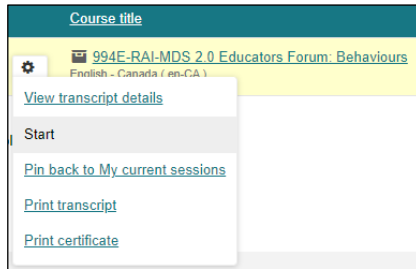 Course title
994E-RAI-MDS 2.0 Educators Forum: Behaviours
English - Canada ( en-CA )
View transcript details
Start
Pin back to My current sessions
Print transcript
Print certificate